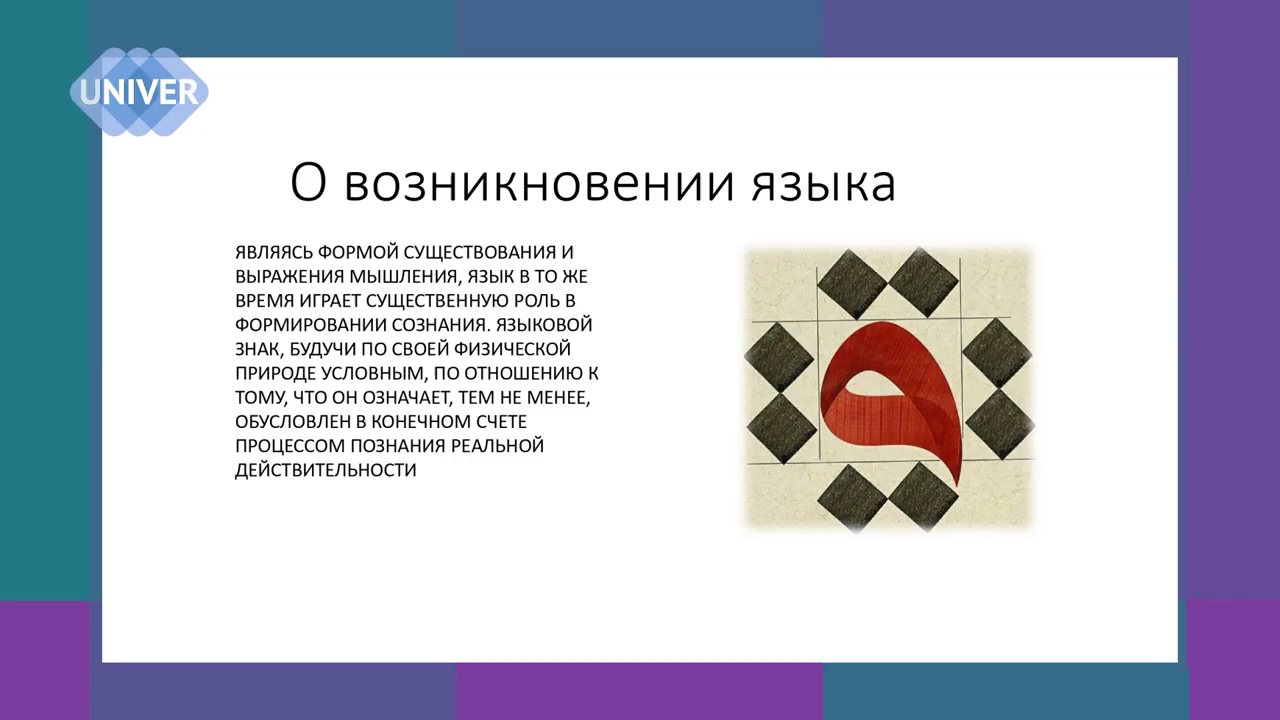 UNIVER
О возникновении языка
ЯВЛЯЯСЬ ФОРМОЙ СУЩЕСТВОВАНИЯ И
ВЫРАЖЕНИЯ МЫШЛЕНИЯ, ЯЗЫК В ТО ЖЕ
ВРЕМЯ ИГРАЕТ СУЩЕСТВЕННУЮ РОЛЬ В
ФОРМИРОВАНИИ СОЗНАНИЯ. ЯЗЫКОВОЙ
ЗНАК, БУДУЧИ ПО СВОЕЙ ФИЗИЧЕСКОЙ
ПРИРОДЕ УСЛОВНЫМ, ПО ОТНОШЕНИЮ К
ТОМУ, ЧТО ОН ОЗНАЧАЕТ, ТЕМ НЕ МЕНЕЕ,
ОБУСЛОВЛЕН В КОНЕЧНОМ СЧЕТЕ
ПРОЦЕССОМ ПОЗНАНИЯ РЕАЛЬНОЙ
ДЕЙСТВИТЕЛЬНОСТИ